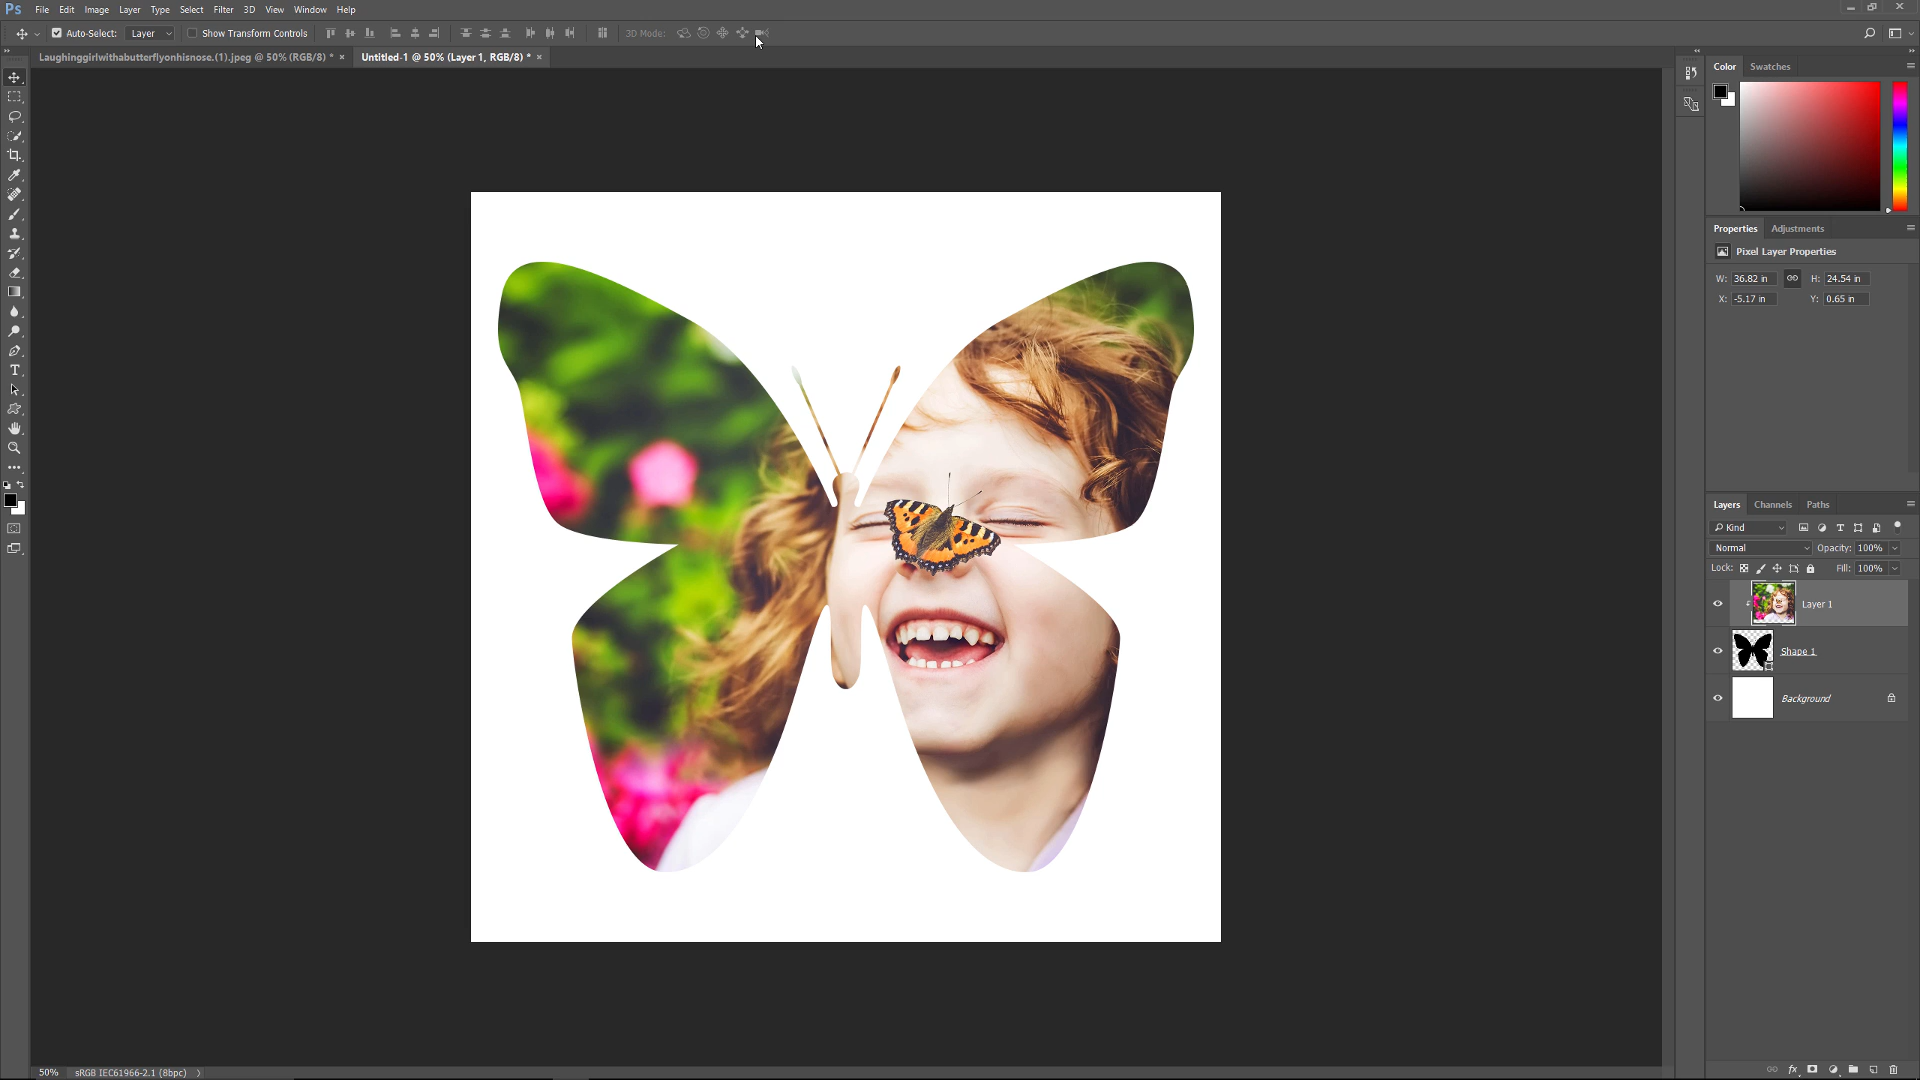 Ps File Edit Image Layer Type Select Filter 3D View Window Help
Auto-Select: Layer Show Transform Controls 3D Mode:
Laughinggirlwithabutterflyonhisnose.(1).jpeg @ 50% (RGB/8) * × Untitled-1 @ 50% (Layer 1, RGB/8) * ×
Color Swatches
Properties Adjustments
Pixel Layer Properties
W: 36.82 in H: 24.54 in
X: -5.17 in Y: 0.65 in
Layers Channels Paths
Kind
Normal Opacity: 100%
Lock: Fill: 100%
Layer 1
Shape 1
Background
50% sRGB IEC61966-2.1 (8bpc)
fx